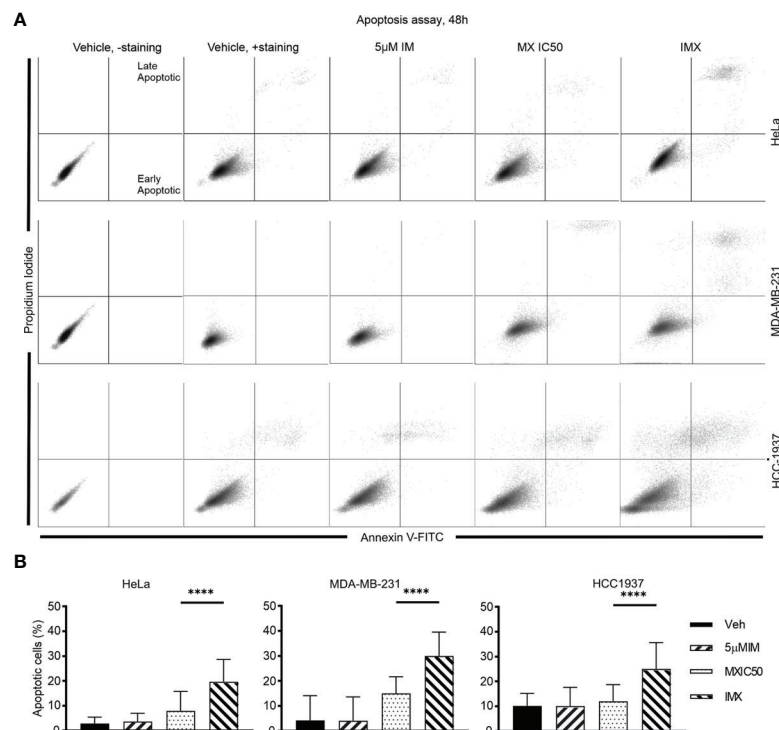 A
Apoptosis assay, 48h
Vehicle, -staining
Vehicle, +staining
5µM IM
MX IC50
IMX
Late
Apoptotic
Early
Apoptotic
HeLa
MDA-MB-231
HCC-1937
Propidium Iodide
Annexin V-FITC
B
HeLa
MDA-MB-231
HCC1937
Apoptotic cells (%)
50
40
30
20
10
0
****
50
40
30
20
10
0
****
50
40
30
20
10
0
****
Veh
5µMIM
MXIC50
IMX